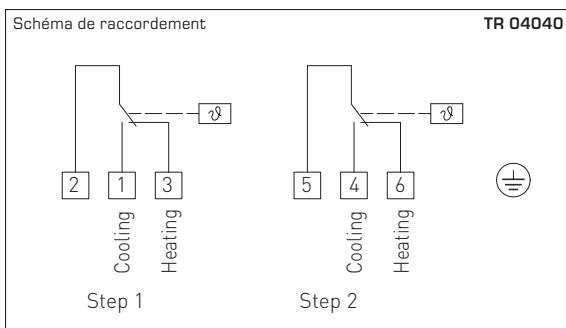 Schéma de raccordement TR 04040
ϑ ϑ
2 1 3 5 4 6
Cooling Heating Cooling Heating
Step 1 Step 2